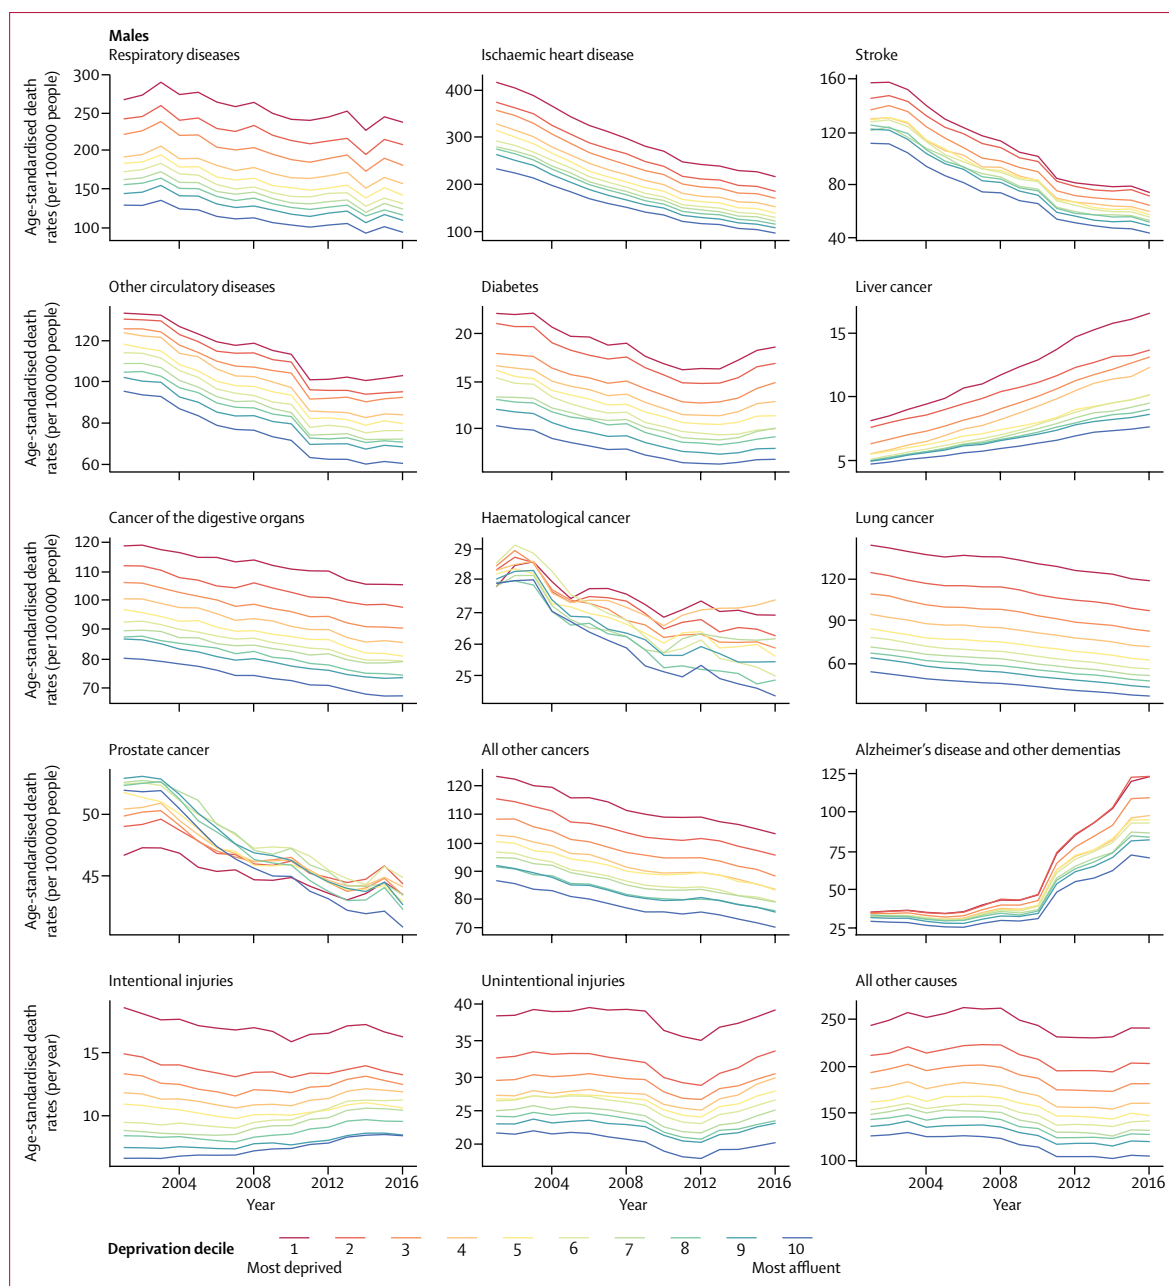 Males
Respiratory diseases
Ischaemic heart disease
Stroke
Age-standardised death
rates (per 100 000 people)
300
250
200
150
100
400
300
200
100
160
120
80
40
Other circulatory diseases
Diabetes
Liver cancer
Age-standardised death
rates (per 100 000 people)
120
100
80
60
20
15
10
15
10
5
Cancer of the digestive organs
Haematological cancer
Lung cancer
Age-standardised death
rates (per 100 000 people)
120
110
100
90
80
70
29
28
27
26
25
120
90
60
Prostate cancer
All other cancers
Alzheimer's disease and other dementias
Age-standardised death
rates (per 100 000 people)
50
45
120
110
100
90
80
70
125
100
75
50
25
Intentional injuries
Unintentional injuries
All other causes
Age-standardised death
rates (per year)
15
10
40
35
30
25
20
250
200
150
100
2004 2008 2012 2016
2004 2008 2012 2016
2004 2008 2012 2016
Year
Year
Year
Deprivation decile
1 2 3 4 5 6 7 8 9 10
Most deprived
Most affluent